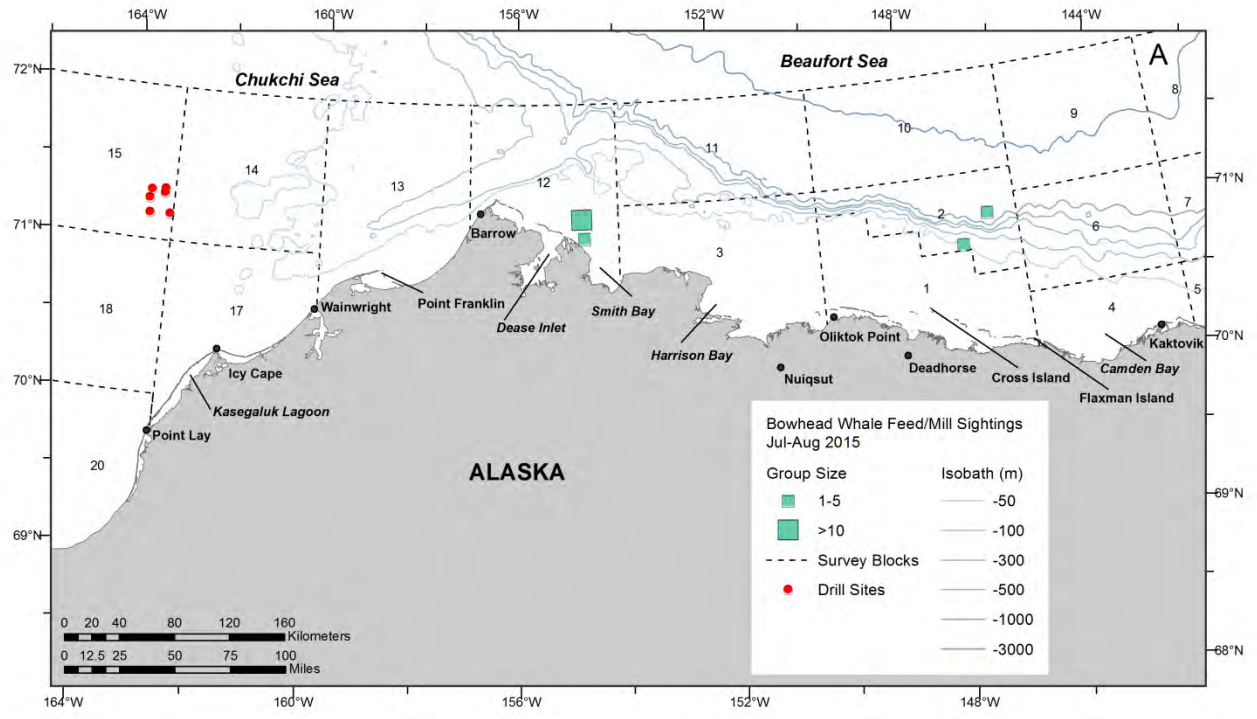 164°W 160°W 156°W 152°W 148°W 144°W
A
Chukchi Sea
Beaufort Sea
72°N
71°N
70°N
69°N
71°N
70°N
69°N
68°N
15
14
13
12
11
10
9
8
7
6
2
3
1
4
5
18
17
20
Barrow
Wainwright
Point Franklin
Dease Inlet
Smith Bay
Harrison Bay
Icy Cape
Kasegaluk Lagoon
Point Lay
Oliktok Point
Nuiqsut
Deadhorse
Cross Island
Flaxman Island
Camden Bay
Kaktovik
ALASKA
Bowhead Whale Feed/Mill Sightings
Jul-Aug 2015
Group Size
1-5
>10
Survey Blocks
Drill Sites
Isobath (m)
-50
-100
-300
-500
-1000
-3000
0 20 40 80 120 160
Kilometers
0 12.5 25 50 75 100
Miles
164°W 160°W 156°W 152°W 148°W 144°W